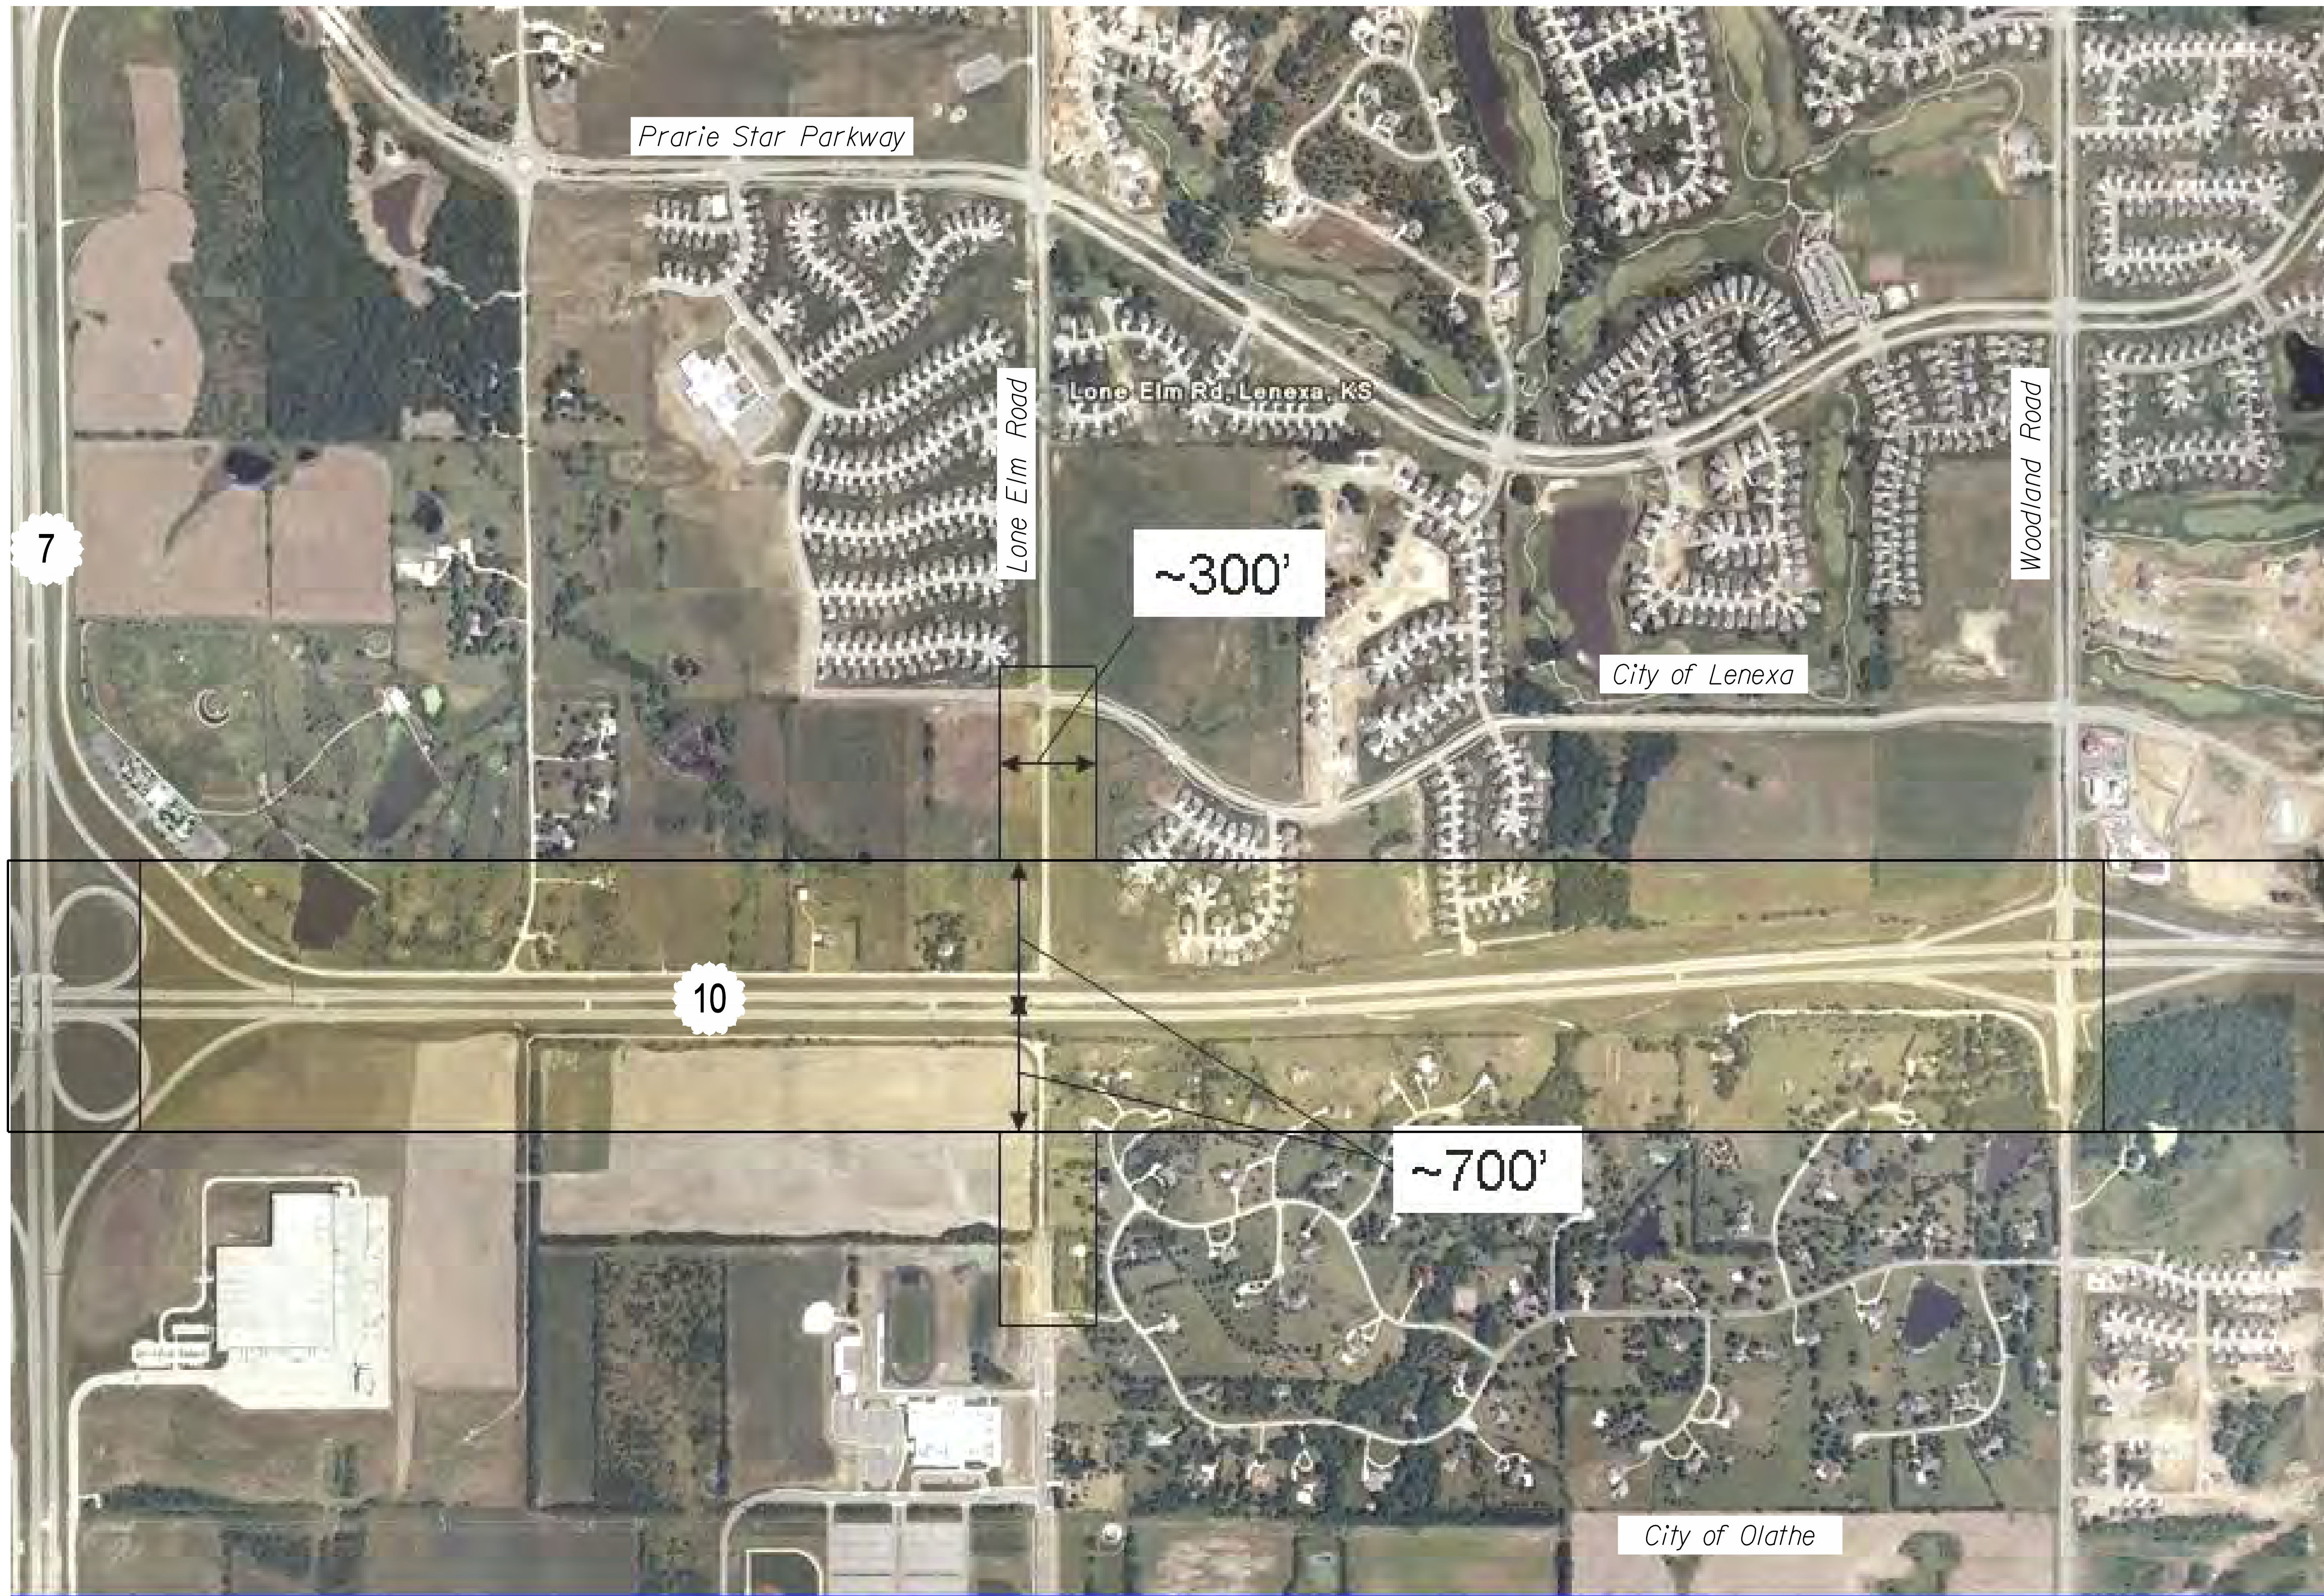 Prarie Star Parkway
Lone Elm Rd, Lenexa, KS
Lone Elm Road
Woodland Road
7
~300'
City of Lenexa
10
~700'
City of Olathe